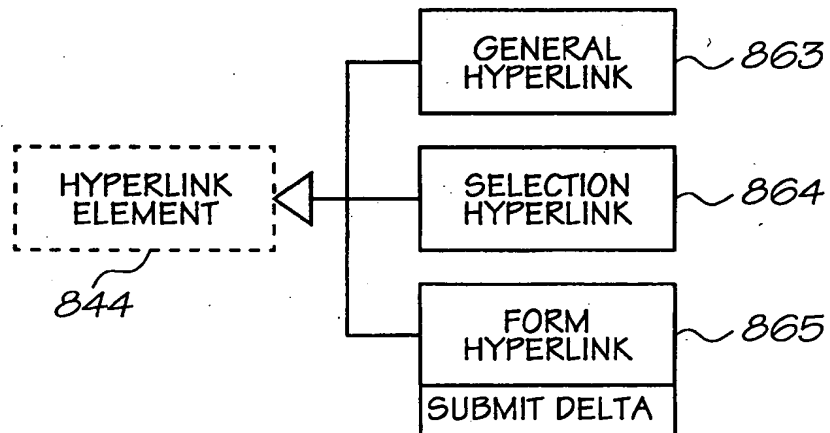 GENERAL
HYPERLINK
863
HYPERLINK
ELEMENT
844
SELECTION
HYPERLINK
864
FORM
HYPERLINK
865
SUBMIT DELTA